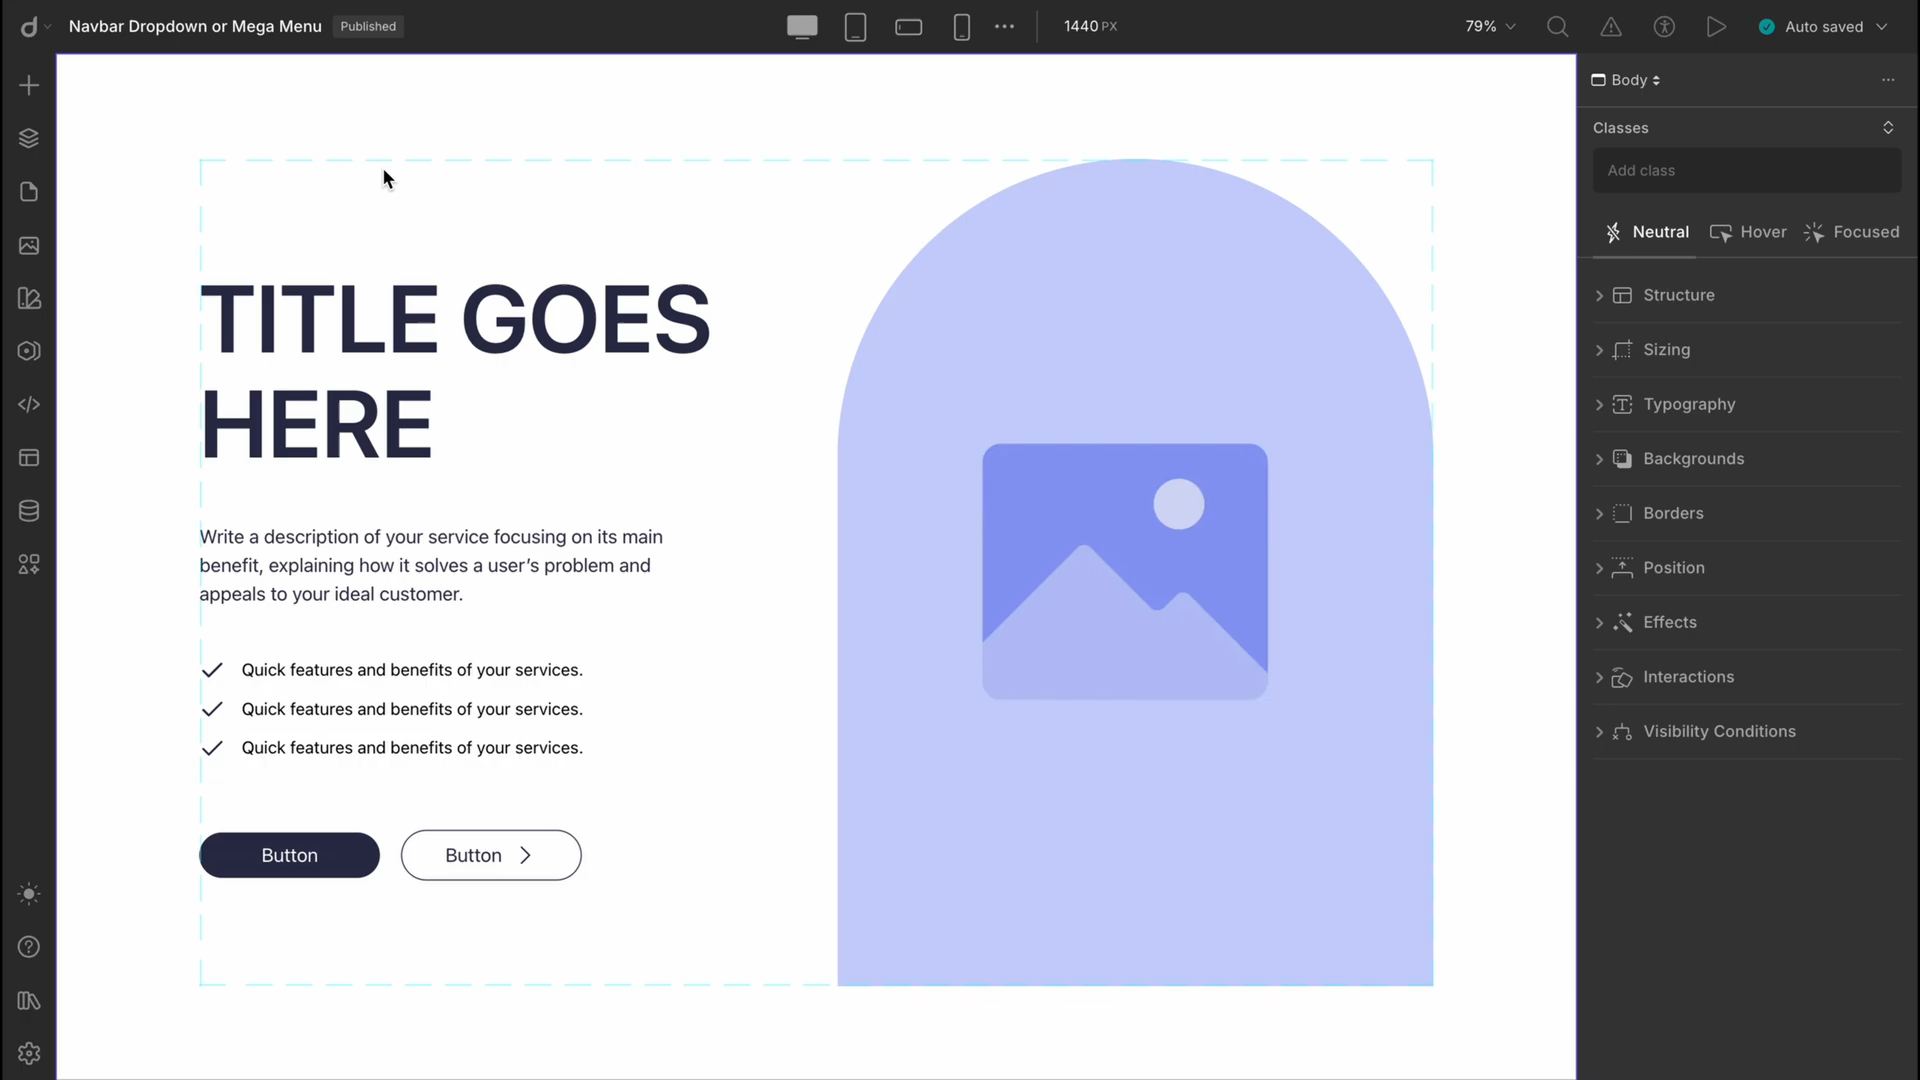 Navbar Dropdown or Mega Menu
Published
1440 PX
79%
Auto saved
Body
Classes
Add class
Neutral
Hover
Focused
Structure
Sizing
Typography
Backgrounds
Borders
Position
Effects
Interactions
Visibility Conditions
TITLE GOES
HERE
Write a description of your service focusing on its main
benefit, explaining how it solves a user’s problem and
appeals to your ideal customer.
Quick features and benefits of your services.
Quick features and benefits of your services.
Quick features and benefits of your services.
Button
Button